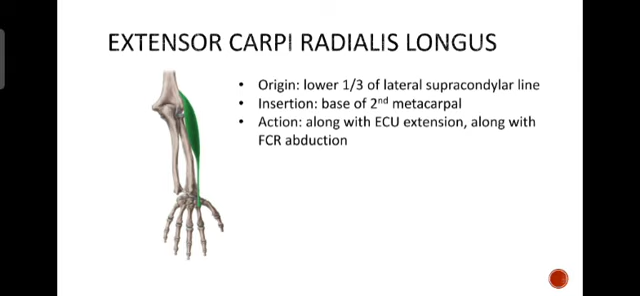 EXTENSOR CARPI RADIALIS LONGUS
• Origin: lower 1/3 of lateral supracondylar line
• Insertion: base of 2nd metacarpal
• Action: along with ECU extension, along with
FCR abduction